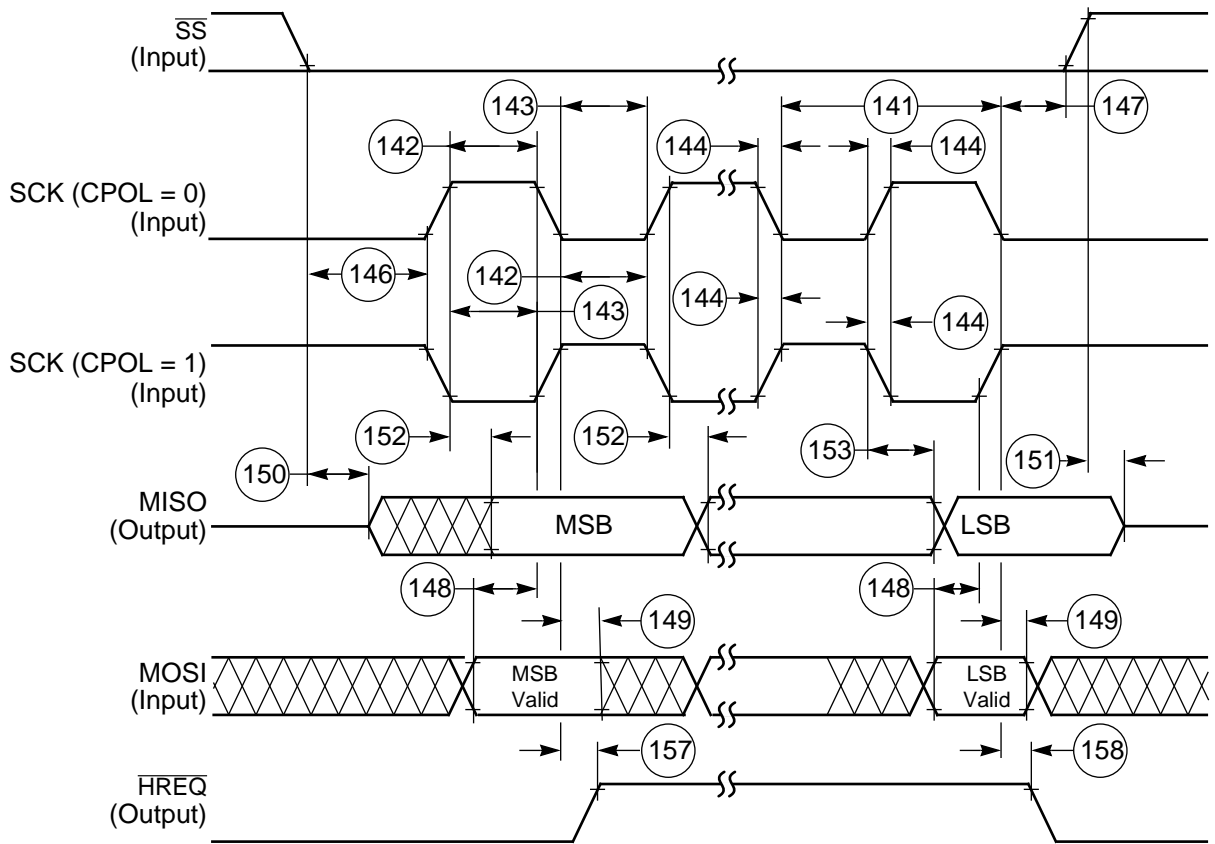 SS
(Input)
143
141
147
142
144
144
SCK (CPOL = 0)
(Input)
146
142
144
143
144
SCK (CPOL = 1)
(Input)
152
152
153
150
151
MISO
(Output)
MSB
LSB
148
148
149
149
MOSI
(Input)
MSB
Valid
LSB
Valid
157
158
HREQ
(Output)